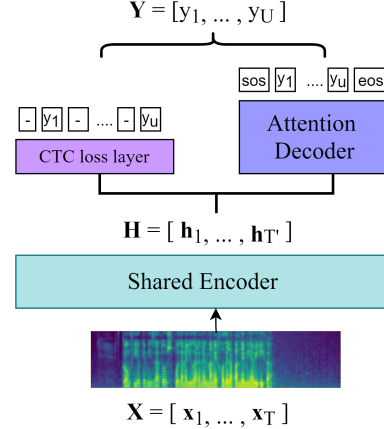 Y = [y1, ... , yU ]
sos y1 .... yu eos
- y1 - .... - yu
Attention
Decoder
CTC loss layer
H = [ h1, ... , hT' ]
Shared Encoder
X = [ x1, ... , xT ]